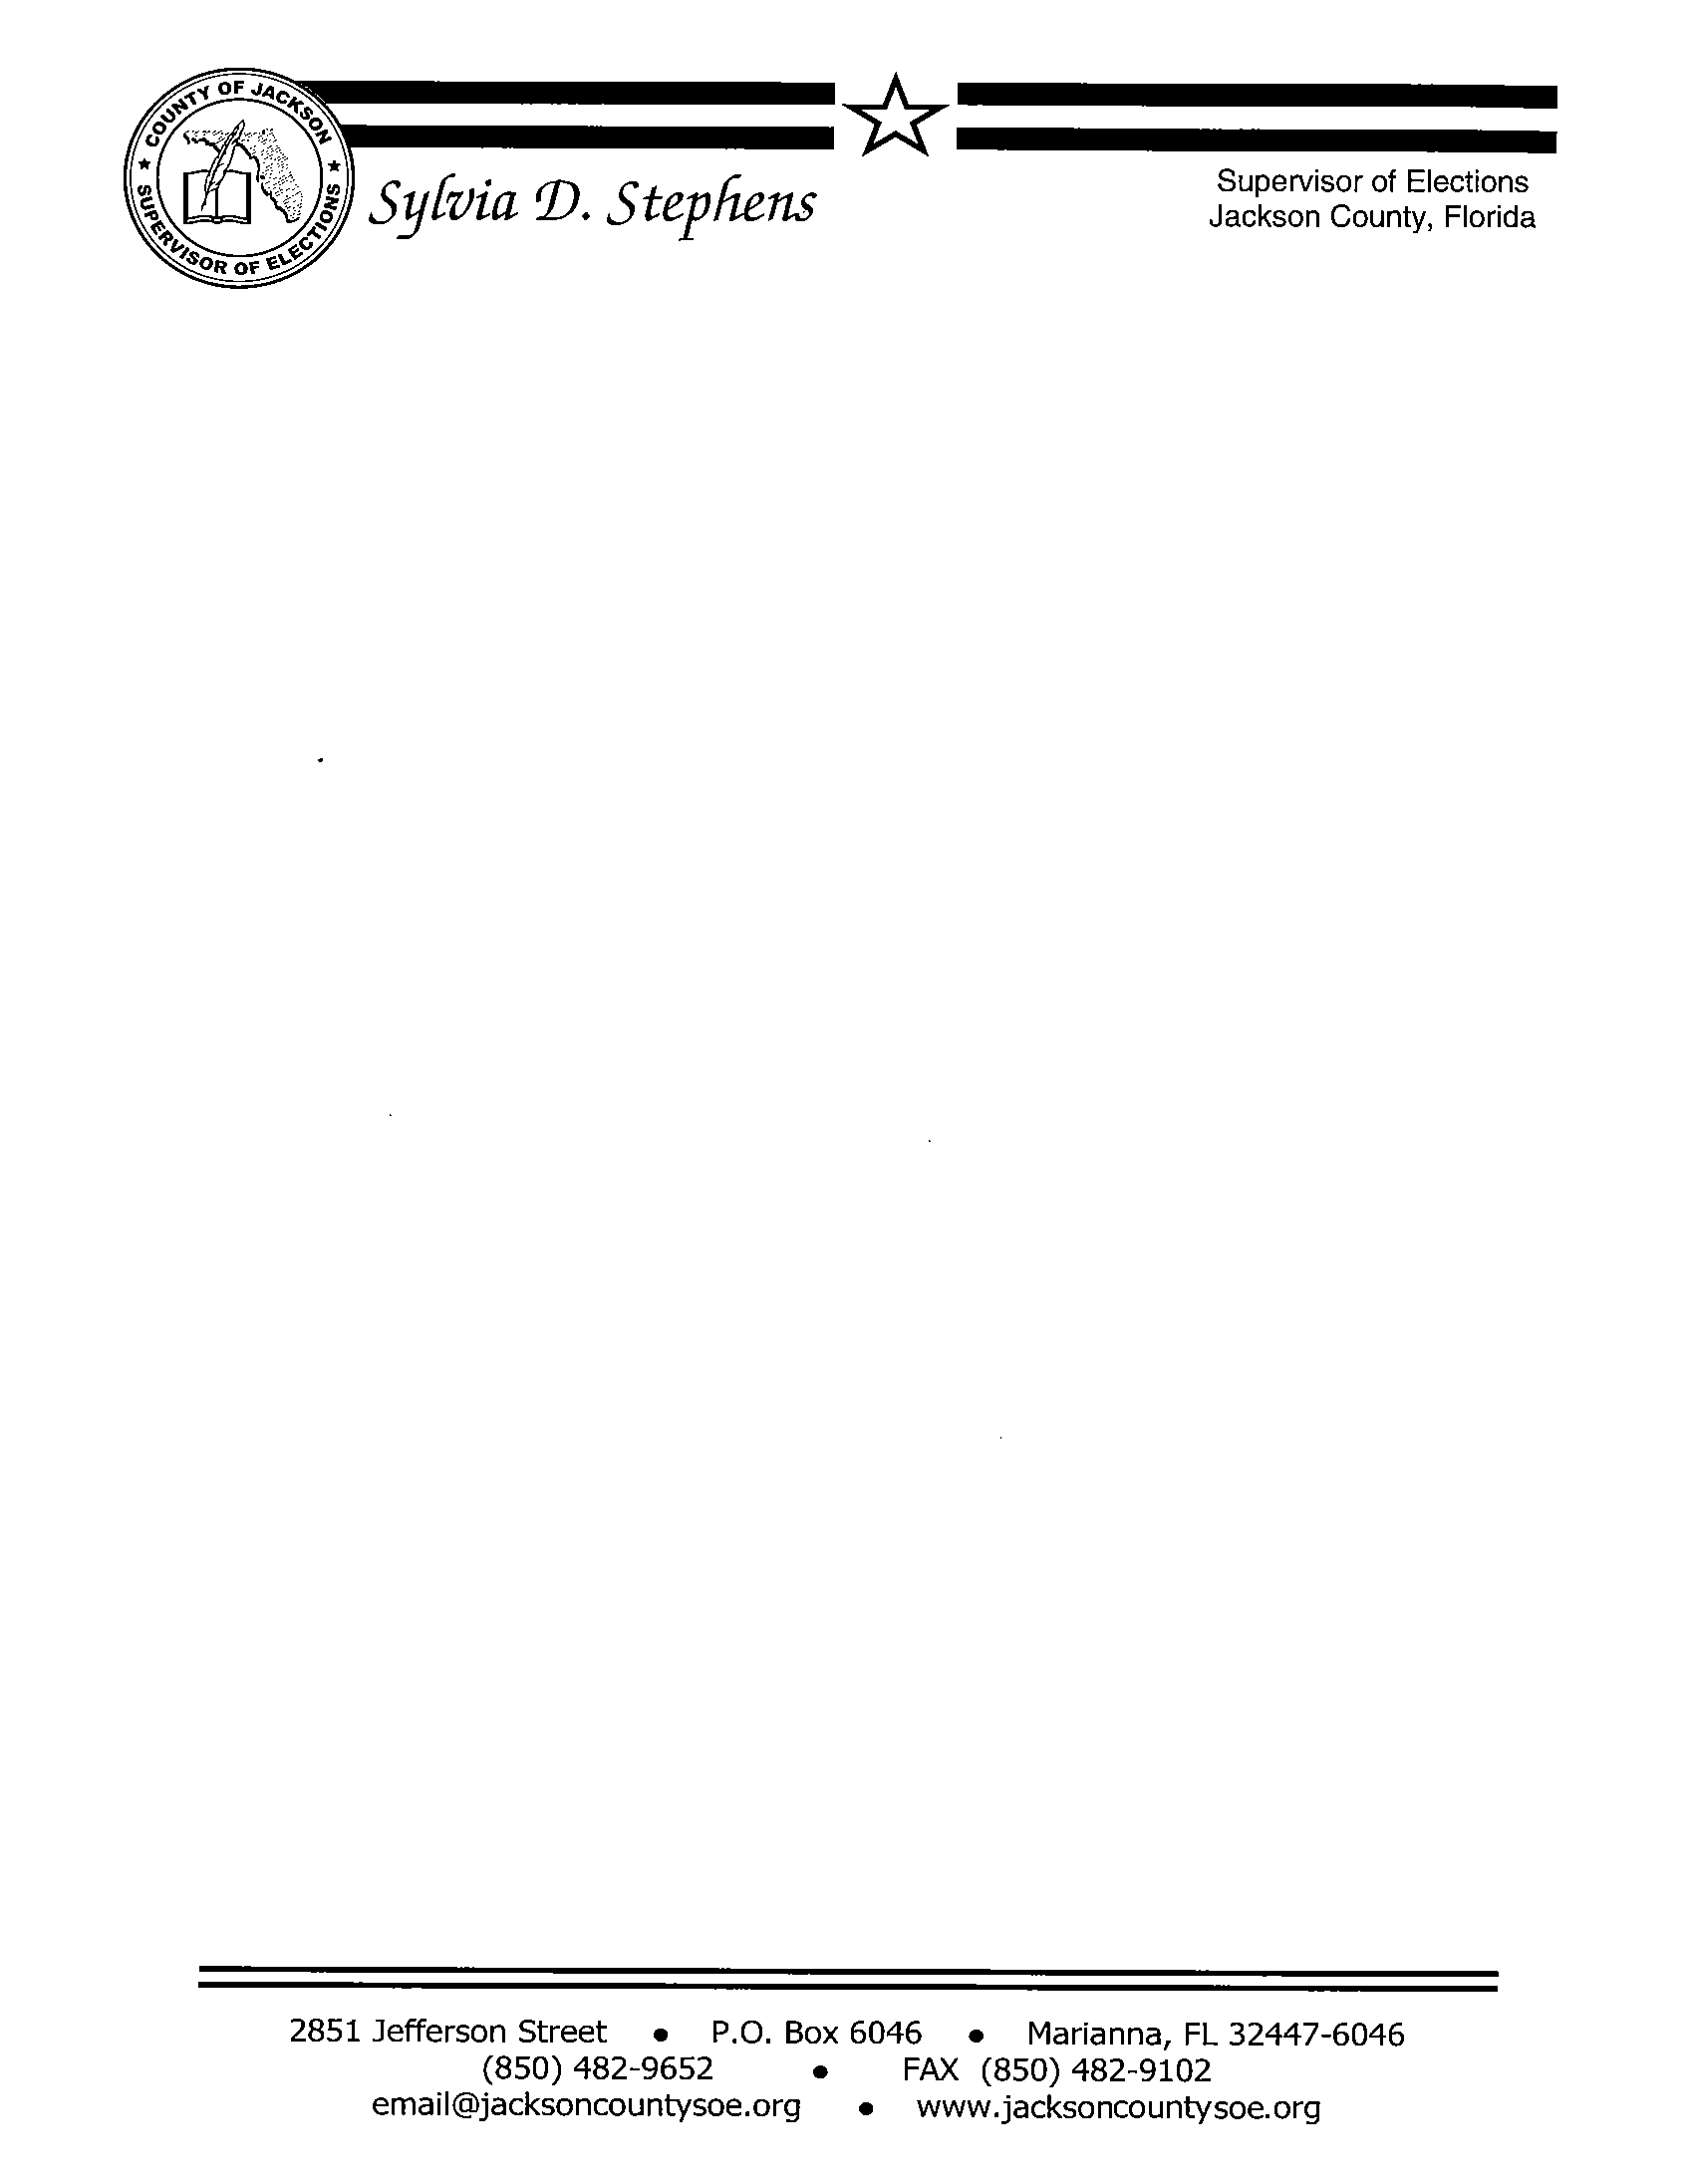 ★ COUNTY OF JACKSON ★
SUPERVISOR OF ELECTIONS
Sylvia D. Stephens
Supervisor of Elections
Jackson County, Florida
2851 Jefferson Street • P.O. Box 6046 • Marianna, FL 32447-6046
(850) 482-9652 • FAX (850) 482-9102
email@jacksoncountysoe.org • www.jacksoncountysoe.org